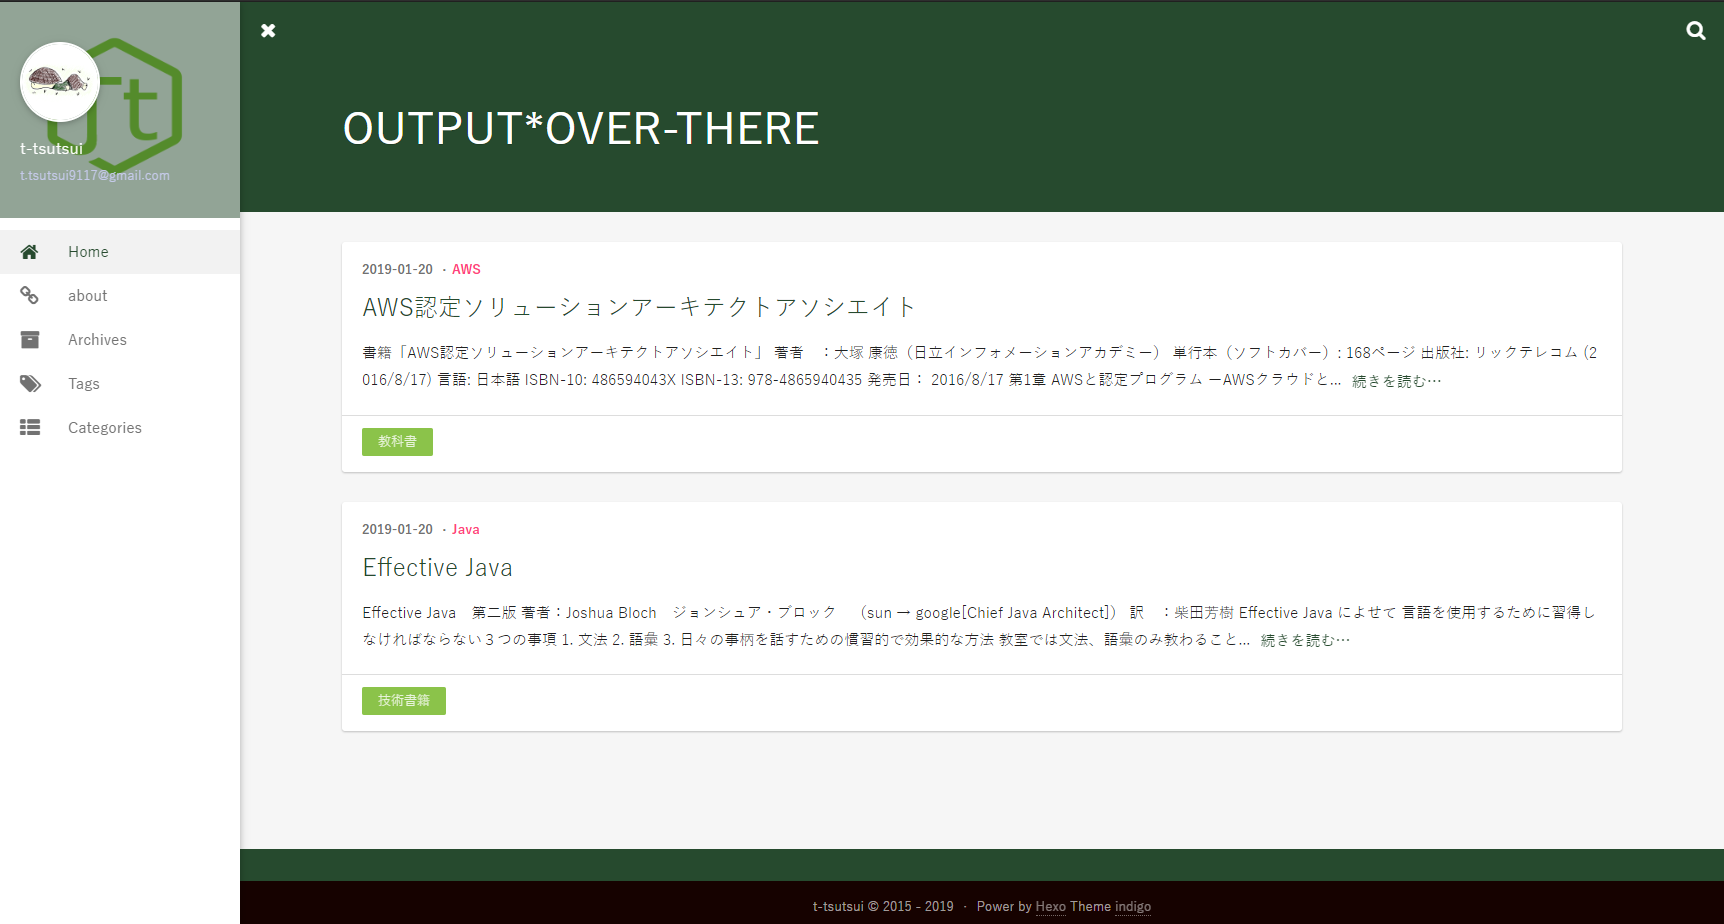 t-tsutsui
t.tsutsui9117@gmail.com
Home
about
Archives
Tags
Categories
OUTPUT*OVER-THERE
2019-01-20 · AWS
AWS認定ソリューションアーキテクトアソシエイト
書籍「AWS認定ソリューションアーキテクトアソシエイト」 著者　：大塚 康徳（日立インフォメーションアカデミー） 単行本（ソフトカバー）: 168ページ 出版社: リックテレコム (2
016/8/17) 言語: 日本語 ISBN-10: 486594043X ISBN-13: 978-4865940435 発売日： 2016/8/17 第1章 AWSと認定プログラム ーAWSクラウドと... 続きを読む…
教科書
2019-01-20 · Java
Effective Java
Effective Java　第二版 著者：Joshua Bloch　ジョンシュア・ブロック　（sun → google[Chief Java Architect]） 訳　：柴田芳樹 Effective Java によせて 言語を使用するために習得し
なければならない 3 つの事項 1. 文法 2. 語彙 3. 日々の事柄を話すための慣習的で効果的な方法 教室では文法、語彙のみ教わること... 続きを読む…
技術書籍
t-tsutsui © 2015 - 2019 · Power by Hexo Theme indigo